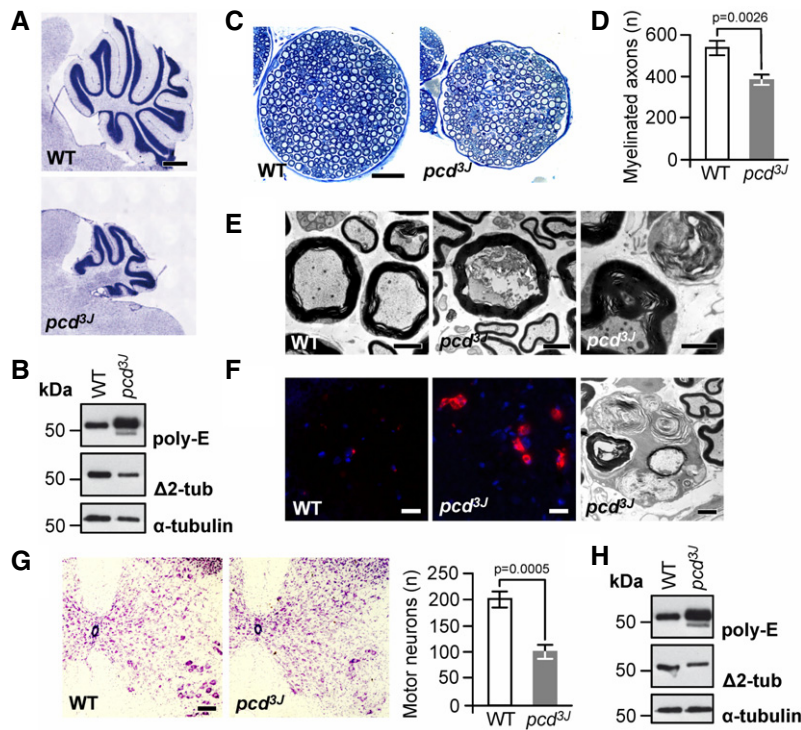 A
WT
pcd3J
B
kDa
WT
pcd3J
50
poly-E
50
Δ2-tub
50
α-tubulin
C
WT
pcd3J
D
p=0.0026
Myelinated axons (n)
600
400
200
0
WT
pcd3J
E
WT
pcd3J
pcd3J
F
WT
pcd3J
pcd3J
G
WT
pcd3J
p=0.0005
Motor neurons (n)
250
200
150
100
50
0
WT
pcd3J
H
kDa
WT
pcd3J
50
poly-E
50
Δ2-tub
50
α-tubulin